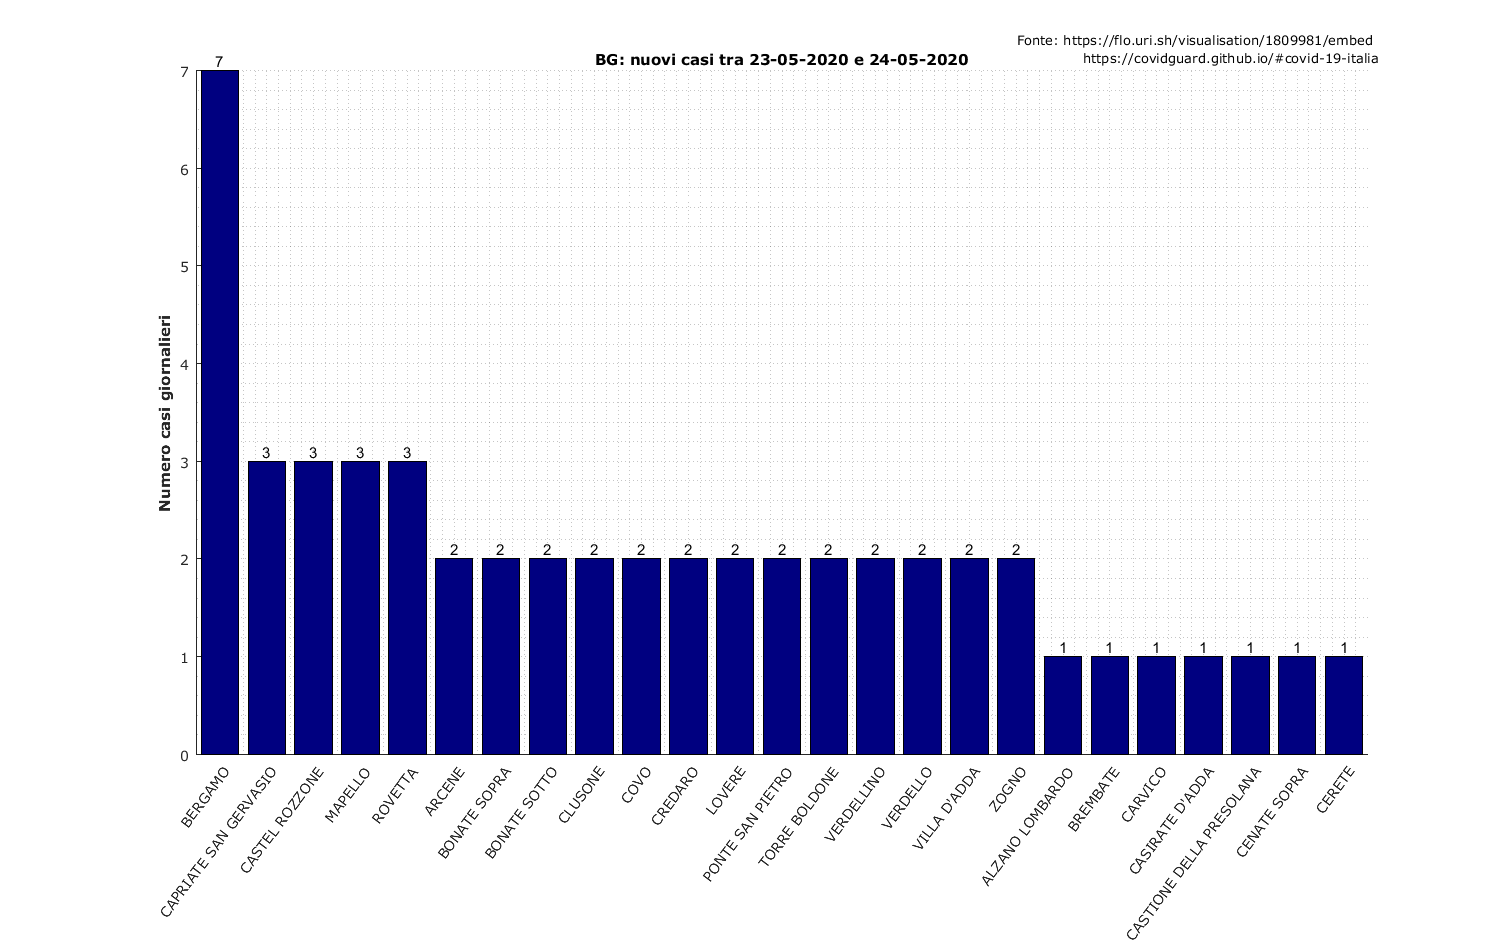 Fonte: https://flo.uri.sh/visualisation/1809981/embed
https://covidguard.github.io/#covid-19-italia
BG: nuovi casi tra 23-05-2020 e 24-05-2020
Numero casi giornalieri
7
6
5
4
3
2
1
0
7
3
3
3
3
2
2
2
2
2
2
2
2
2
2
2
2
2
1
1
1
1
1
1
1
BERGAMO
CAPRIATE SAN GERVASIO
CASTEL ROZZONE
MAPELLO
ROVETTA
ARCENE
BONATE SOPRA
BONATE SOTTO
CLUSONE
COVO
CREDARO
LOVERE
PONTE SAN PIETRO
TORRE BOLDONE
VERDELLINO
VERDELLO
VILLA D'ADDA
ZOGNO
ALZANO LOMBARDO
BREMBATE
CARVICO
CASIRATE D'ADDA
CASTIONE DELLA PRESOLANA
CENATE SOPRA
CERETE